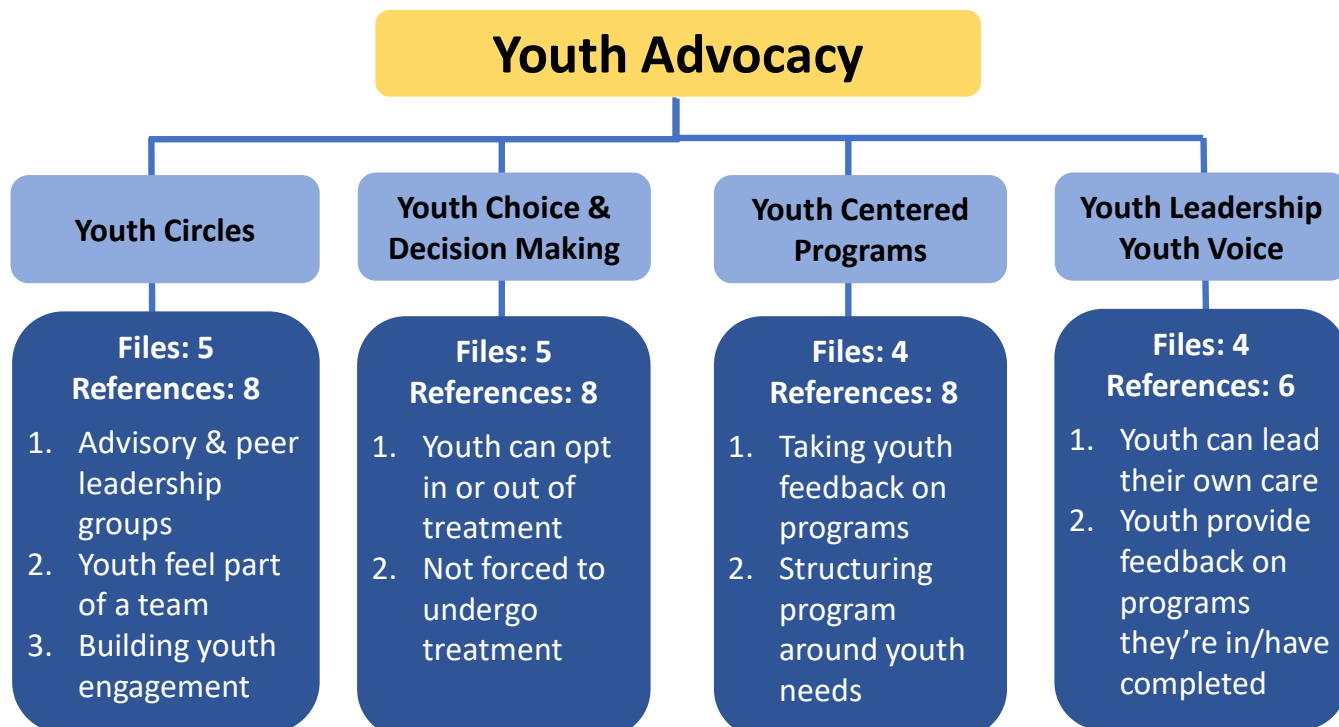 Youth Advocacy
Youth Circles
Files: 5
References: 8
1. Advisory & peer
leadership
groups
2. Youth feel part
of a team
3. Building youth
engagement
Youth Choice &
Decision Making
Files: 5
References: 8
1. Youth can opt
in or out of
treatment
2. Not forced to
undergo
treatment
Youth Centered
Programs
Files: 4
References: 8
1. Taking youth
feedback on
programs
2. Structuring
program
around youth
needs
Youth Leadership
Youth Voice
Files: 4
References: 6
1. Youth can lead
their own care
2. Youth provide
feedback on
programs
they’re in/have
completed